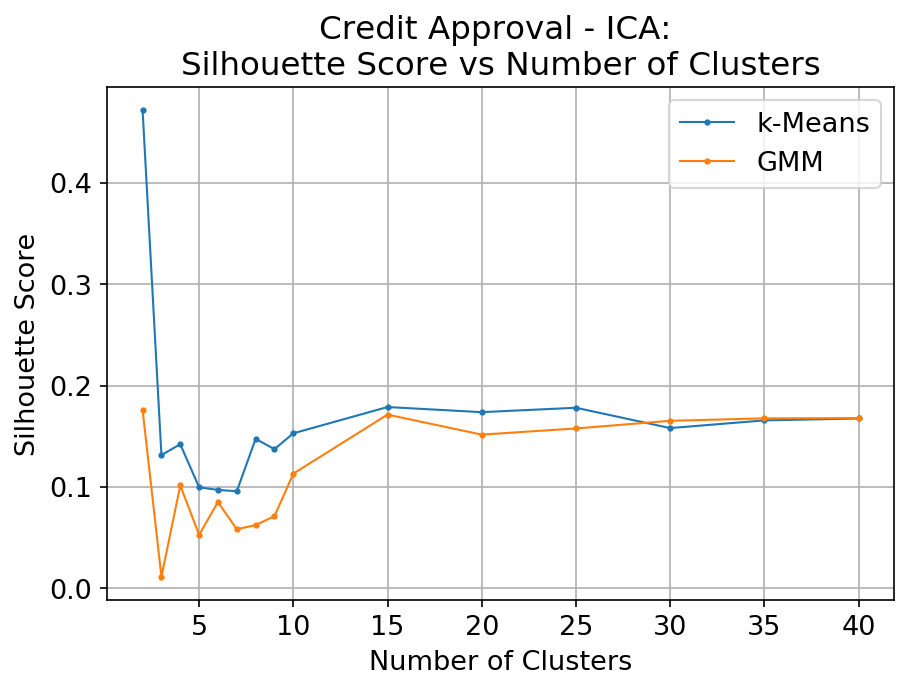 Credit Approval - ICA:
Silhouette Score vs Number of Clusters
k-Means
GMM
Silhouette Score
0.4
0.3
0.2
0.1
0.0
5 10 15 20 25 30 35 40
Number of Clusters